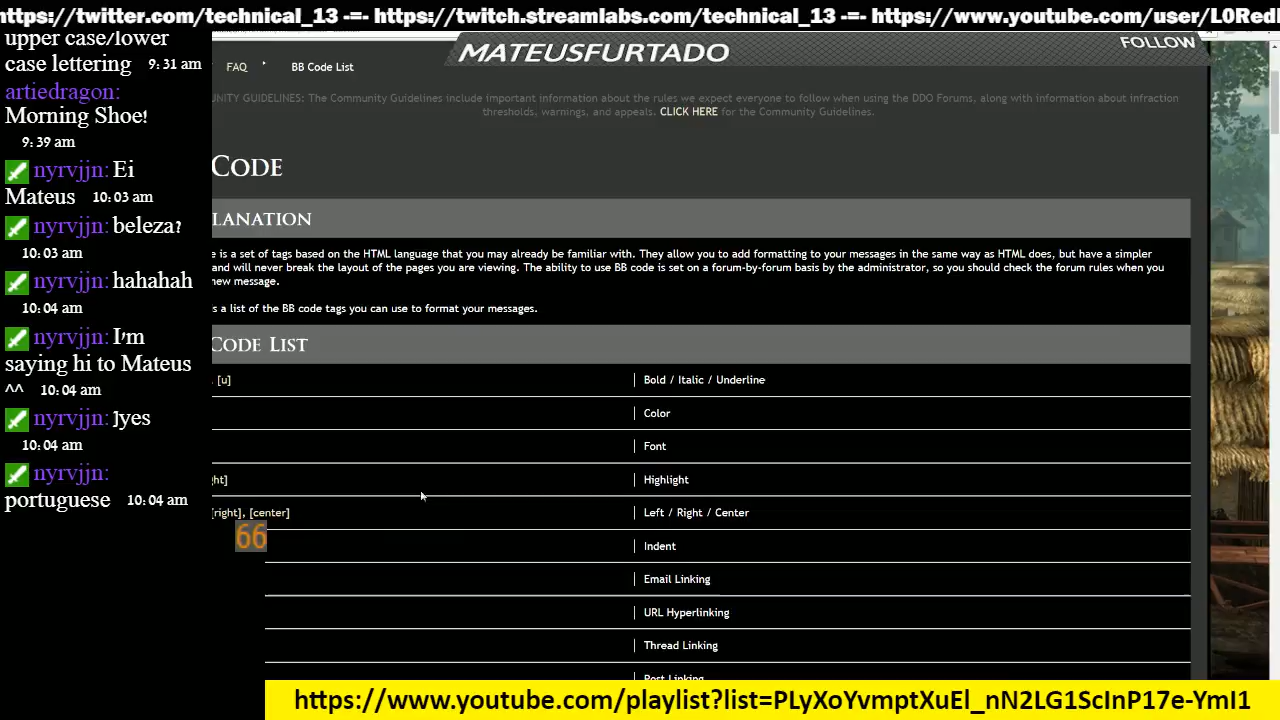 https://twitter.com/technical_13 -=- https://twitch.streamlabs.com/technical_13 -=- https://www.youtube.com/user/L0RedI
upper case/lower
case lettering 9:31 am
artiedragon:
Morning Shoe!
9:39 am
nyrvjjn: Ei
Mateus 10:03 am
nyrvjjn: beleza?
10:03 am
nyrvjjn: hahahah
10:04 am
nyrvjjn: I'm
saying hi to Mateus
^^ 10:04 am
nyrvjjn: Jyes
10:04 am
nyrvjjn:
portuguese 10:04 am
MATEUSFURTADO
FOLLOW
FAQ
BB Code List
NITY GUIDELINES: The Community Guidelines include important information about the rules we expect everyone to follow when using the DDO Forums, along with information about infraction
thresholds, warnings, and appeals. CLICK HERE for the Community Guidelines.
Code
lanation
e is a set of tags based on the HTML language that you may already be familiar with. They allow you to add formatting to your messages in the same way as HTML does, but have a simpler
and will never break the layout of the pages you are viewing. The ability to use BB code is set on a forum-by-forum basis by the administrator, so you should check the forum rules when you
new message.
s a list of the BB code tags you can use to format your messages.
Code List
, [u] Bold / Italic / Underline
Color
Font
ght] Highlight
[right], [center] Left / Right / Center
66
Indent
Email Linking
URL Hyperlinking
Thread Linking
Post Linking
https://www.youtube.com/playlist?list=PLyXoYvmptXuEl_nN2LG1ScInP17e-YmI1